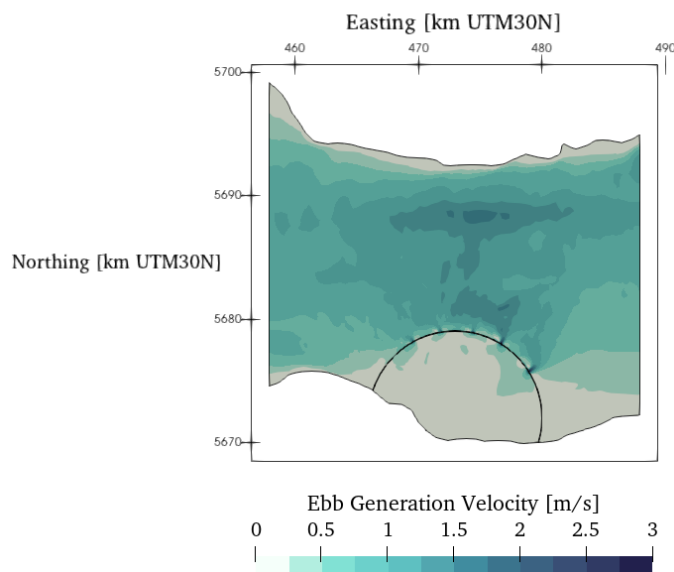 Easting [km UTM30N]
460 470 480 490
5700
5690
Northing [km UTM30N]
5680
5670
Ebb Generation Velocity [m/s]
0 0.5 1 1.5 2 2.5 3